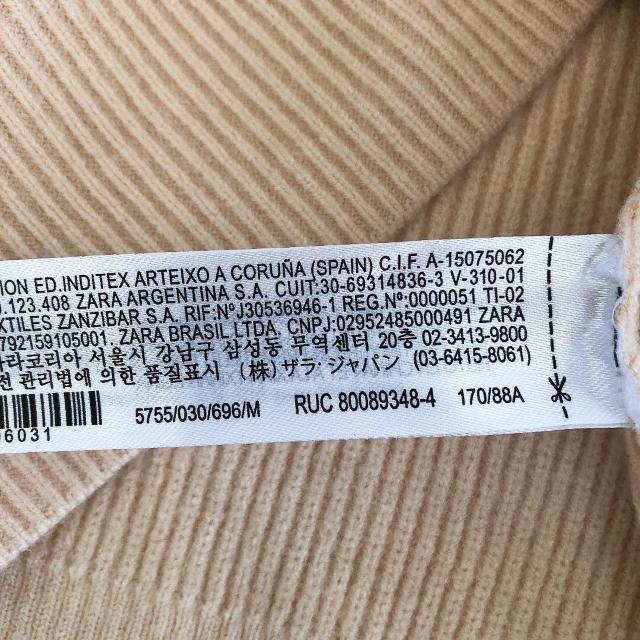 ION ED.INDITEX ARTEIXO A CORUÑA (SPAIN) C.I.F. A-15075062
.123.408 ZARA ARGENTINA S.A. CUIT:30-69314836-3 V-310-01
XTILES ZANZIBAR S.A. RIF:NºJ30536946-1 REG.Nº:0000051 TI-02
792159105001. ZARA BRASIL LTDA. CNPJ:02952485000491 ZARA
라코리아 서울시 강남구 삼성동 무역센터 20층 02-3413-9800
전 관리법에 의한 품질표시 (株) ザラ·ジャパン (03-6415-8061)
6031 5755/030/696/M RUC 80089348-4 170/88A